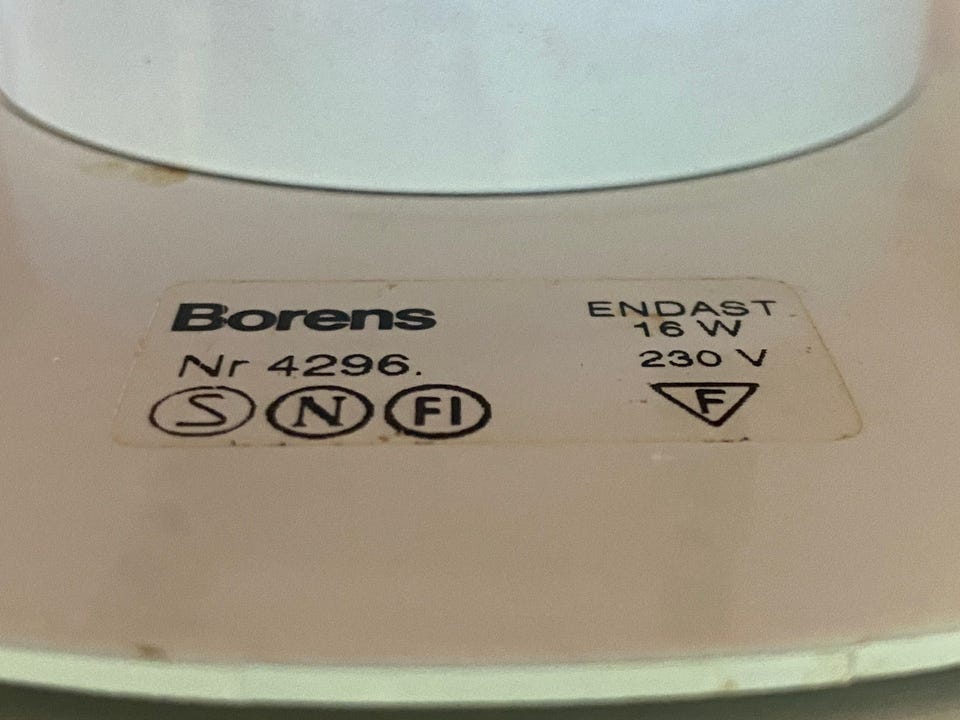 Borens
Nr 4296.
S N FI
ENDAST
16 W
230 V
F